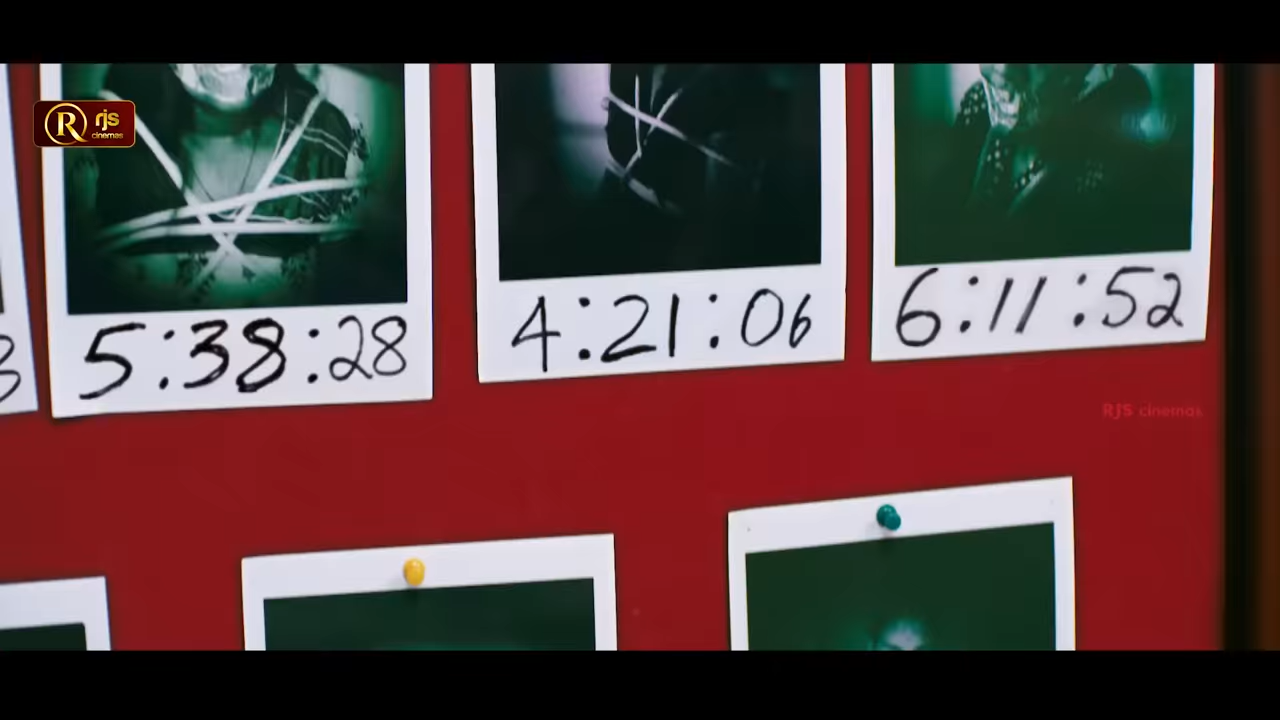 R rjs
cinemas
5:38:28
4:21:06
6:11:52
RJS cinemas